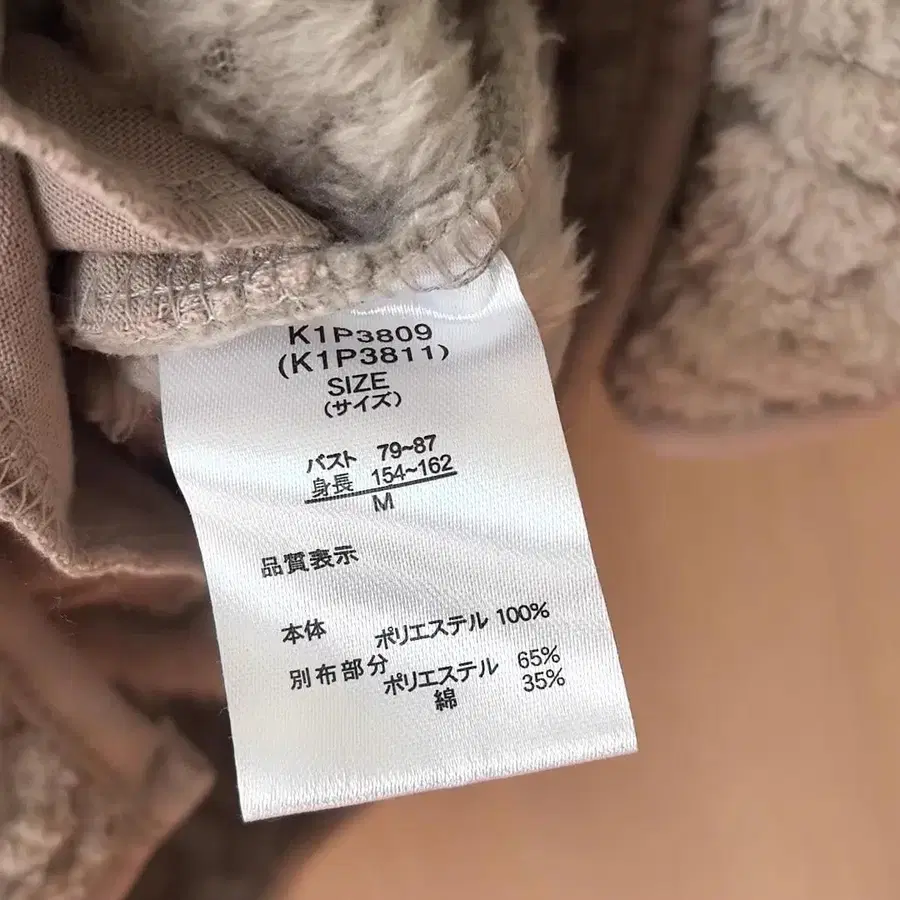 K1P3809
(K1P3811)
SIZE
(サイズ)
バスト 79~87
身長 154~162
M
品質表示
本体 ポリエステル 100%
別布部分 ポリエステル 65%
綿 35%